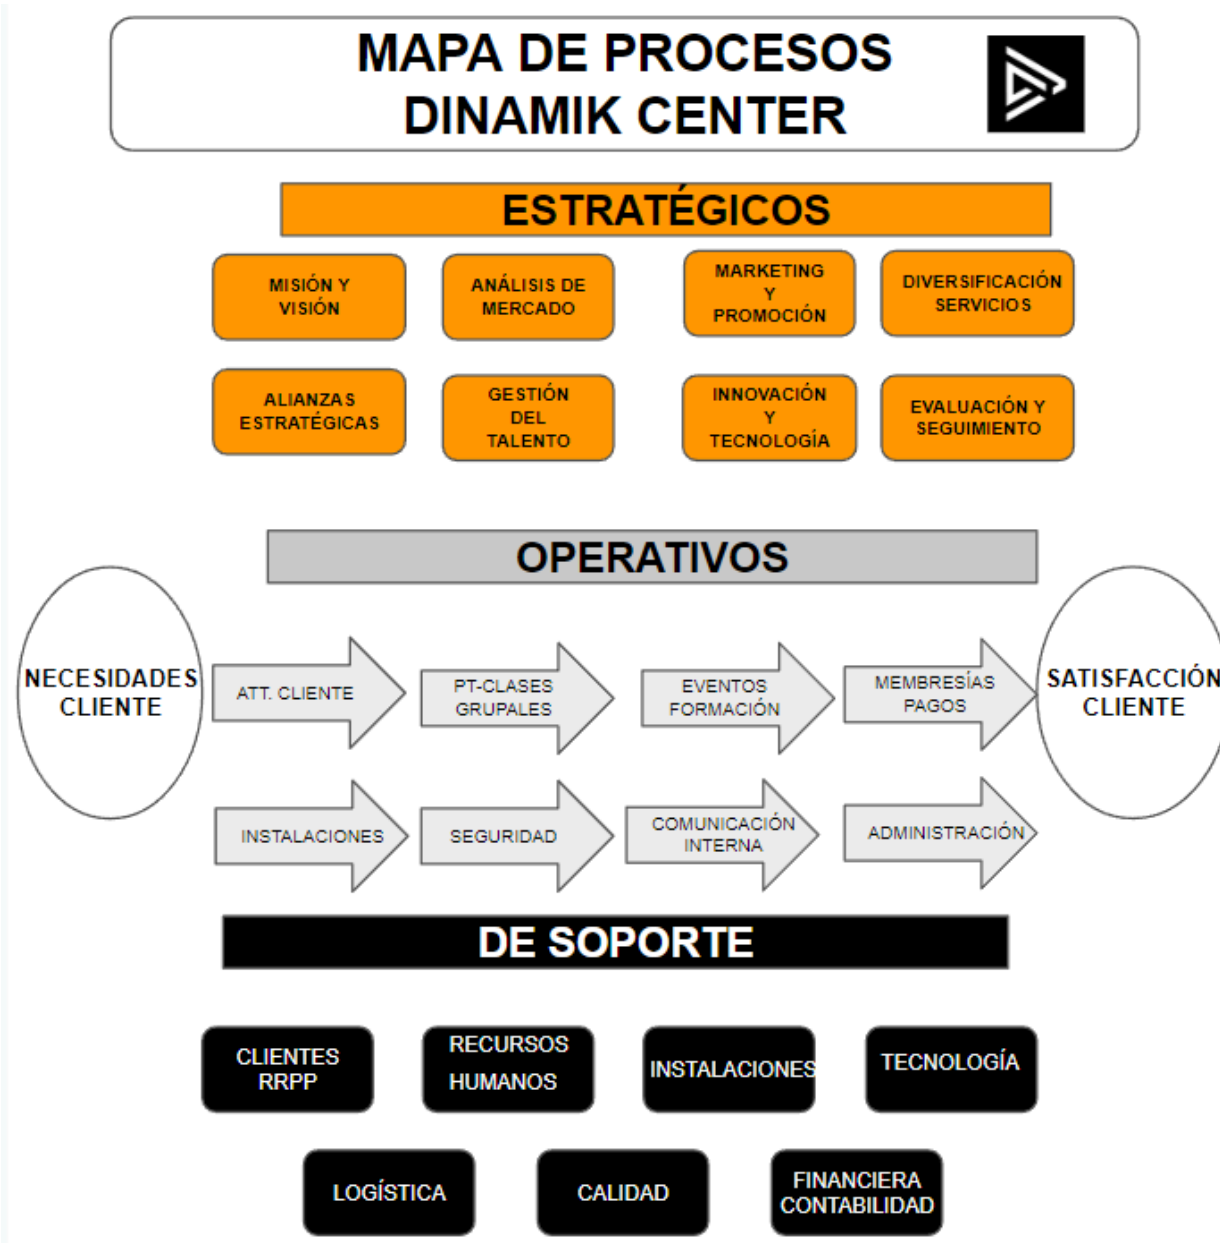 MAPA DE PROCESOS
DINAMIK CENTER
ESTRATÉGICOS
MISIÓN Y
VISIÓN
ANÁLISIS DE
MERCADO
MARKETING
Y
PROMOCIÓN
DIVERSIFICACIÓN
SERVICIOS
ALIANZAS
ESTRATÉGICAS
GESTIÓN
DEL
TALENTO
INNOVACIÓN
Y
TECNOLOGÍA
EVALUACIÓN Y
SEGUIMIENTO
OPERATIVOS
NECESIDADES
CLIENTE
ATT. CLIENTE
PT-CLASES
GRUPALES
EVENTOS
FORMACIÓN
MEMBRESÍAS
PAGOS
SATISFACCIÓN
CLIENTE
INSTALACIONES
SEGURIDAD
COMUNICACIÓN
INTERNA
ADMINISTRACIÓN
DE SOPORTE
CLIENTES
RRPP
RECURSOS
HUMANOS
INSTALACIONES
TECNOLOGÍA
LOGÍSTICA
CALIDAD
FINANCIERA
CONTABILIDAD